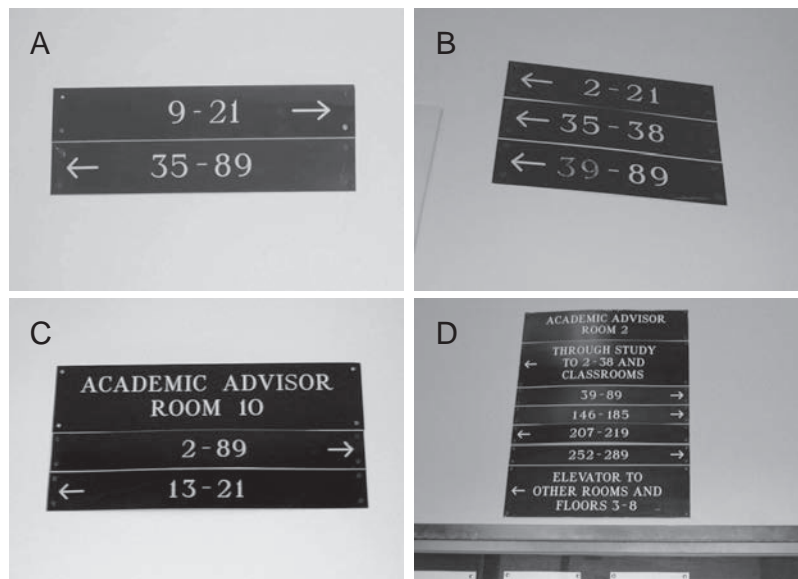 A
9-21 →
← 35-89
B
← 2-21
← 35-38
← 39-89
C
ACADEMIC ADVISOR
ROOM 10
2-89 →
← 13-21
D
ACADEMIC ADVISOR
ROOM 2
THROUGH STUDY
← TO 2-38 AND
CLASSROOMS
39-89 →
146-185 →
← 207-219
252-289 →
ELEVATOR TO
← OTHER ROOMS AND
FLOORS 3-8